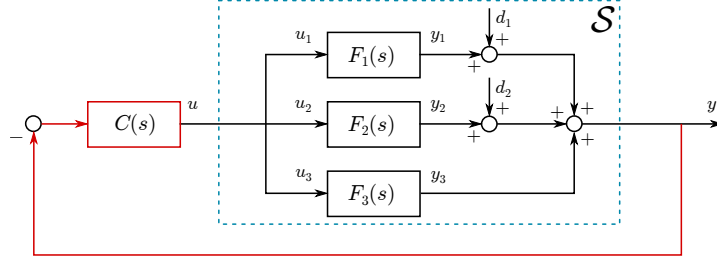 d₁
𝒮
u₁ F₁(s) y₁ + +
d₂
− C(s) u u₂ F₂(s) y₂ + + + + y
+
u₃ F₃(s) y₃